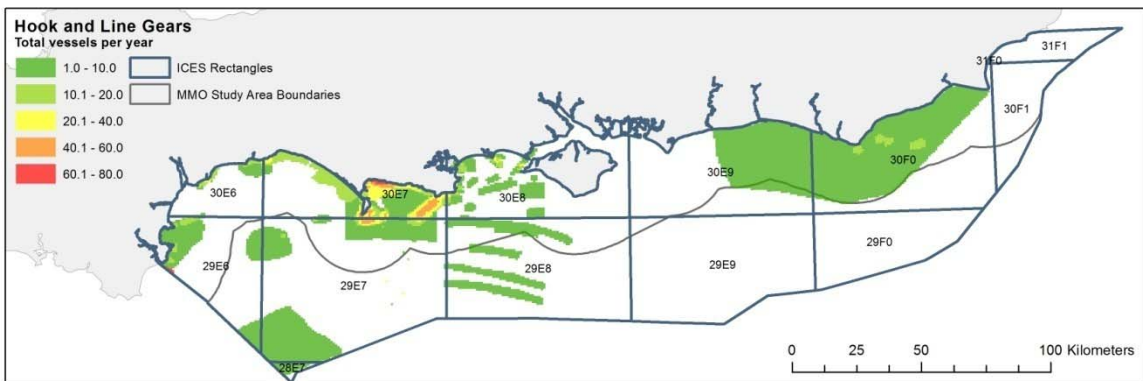 Hook and Line Gears
Total vessels per year
1.0 - 10.0
10.1 - 20.0
20.1 - 40.0
40.1 - 60.0
60.1 - 80.0
ICES Rectangles
MMO Study Area Boundaries
31F1
31F0
30F1
30F0
30E6
30E7
30E8
30E9
29E6
29E7
29E8
29E9
29F0
28E7
0 25 50 100 Kilometers